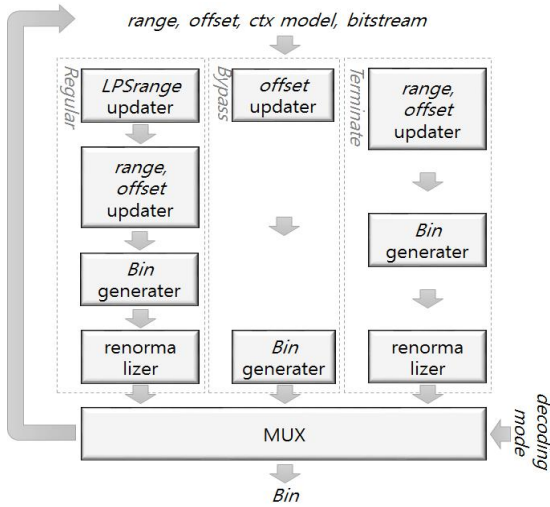 range, offset, ctx model, bitstream
Regular
LPSrange
updater
range,
offset
updater
Bin
generater
renorma
lizer
Bypass
offset
updater
Bin
generater
Terminate
range,
offset
updater
Bin
generater
renorma
lizer
MUX
decoding
mode
Bin